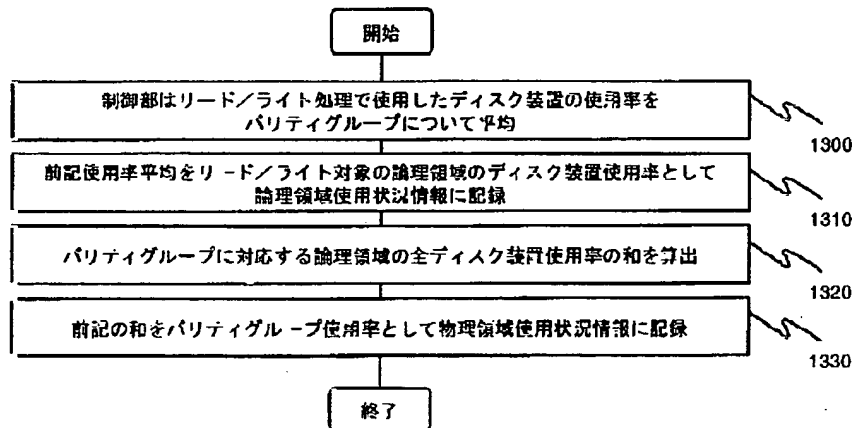 開始
制御部はリード／ライト処理で使用したディスク装置の使用率を
パリティグループについて平均
1300
前記使用率平均をリード／ライト対象の論理領域のディスク装置使用率として
論理領域使用状況情報に記録
1310
パリティグループに対応する論理領域の全ディスク装置使用率の和を算出
1320
前記の和をパリティグループ使用率として物理領域使用状況情報に記録
1330
終了